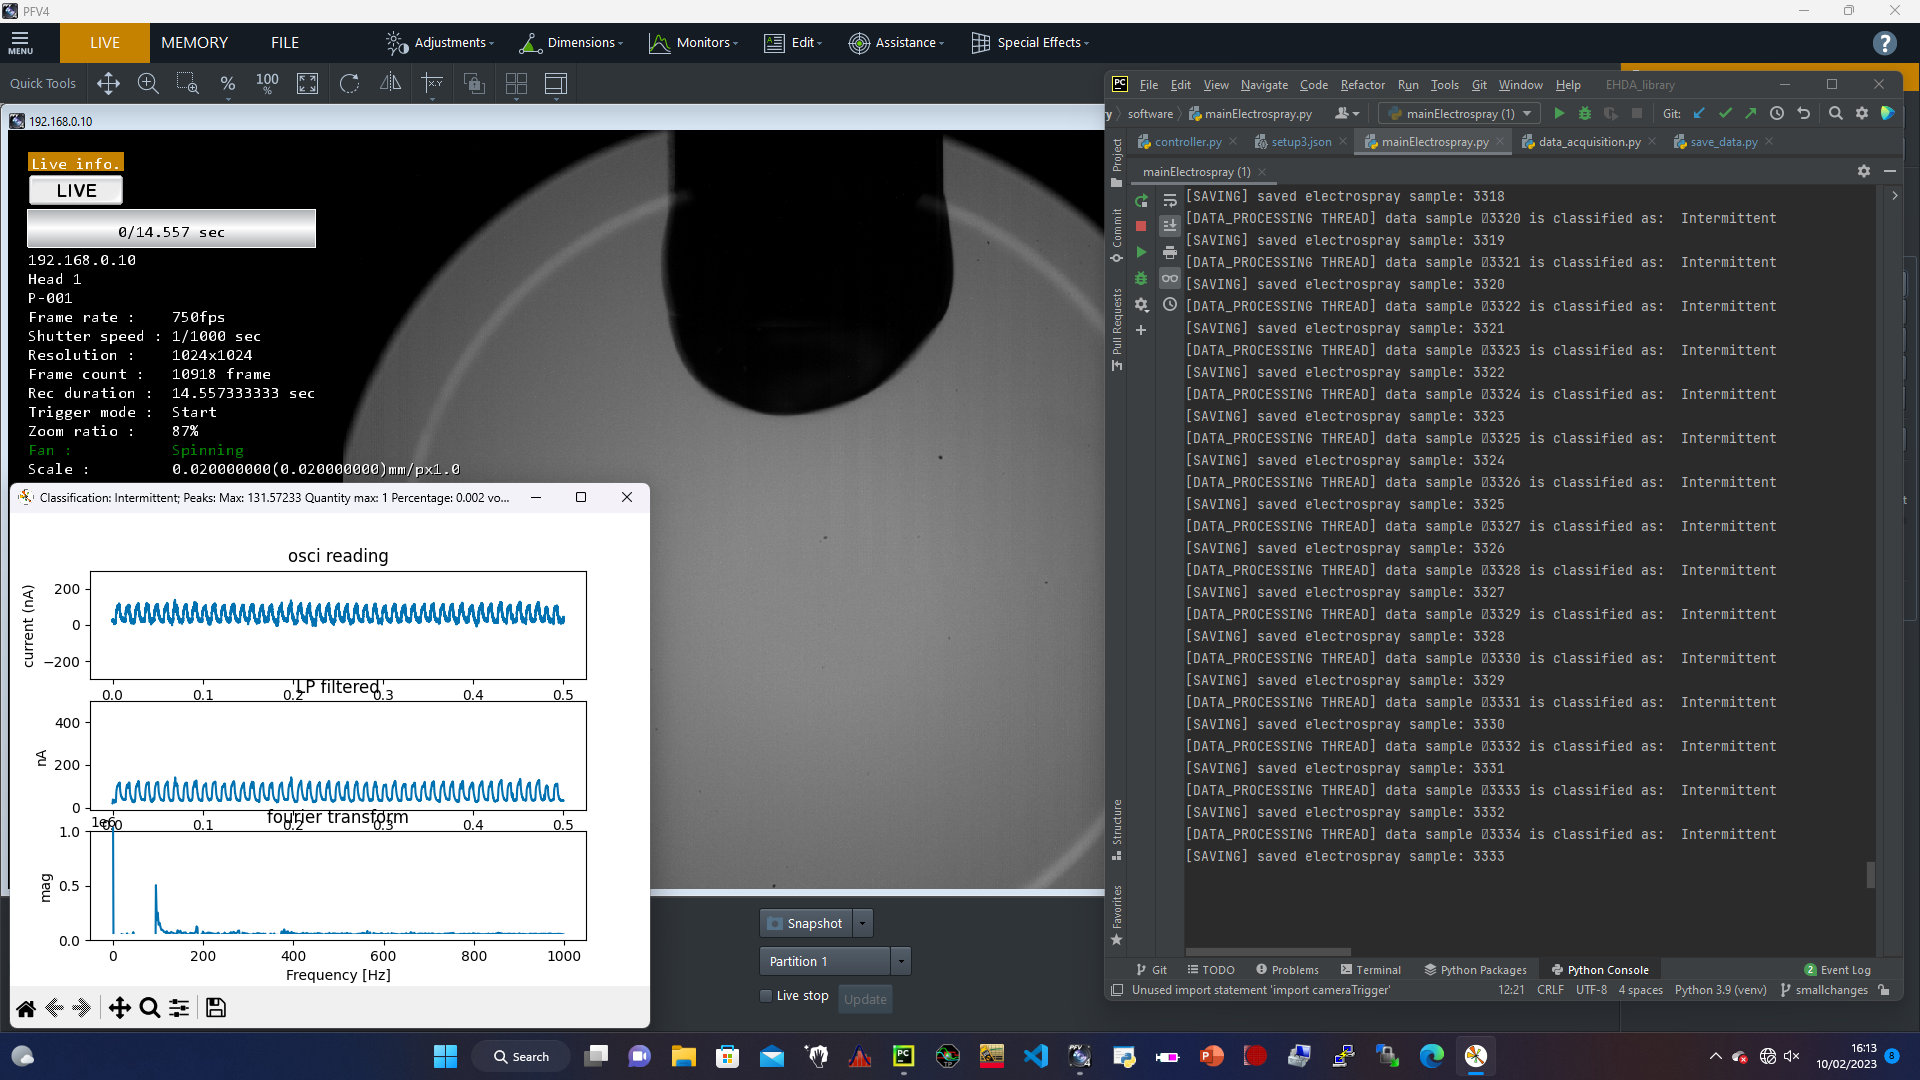 PFV4
MENU
LIVE
MEMORY
FILE
Adjustments
Dimensions
Monitors
Edit
Assistance
Special Effects
?
Quick Tools
%
100
%
192.168.0.10
Live info.
LIVE
0/14.557 sec
192.168.0.10
Head 1
P-001
Frame rate : 750fps
Shutter speed : 1/1000 sec
Resolution : 1024x1024
Frame count : 10918 frame
Rec duration : 14.557333333 sec
Trigger mode : Start
Zoom ratio : 87%
Fan : Spinning
Scale : 0.020000000(0.020000000)mm/px1.0
Classification: Intermittent; Peaks: Max: 131.57233 Quantity max: 1 Percentage: 0.002 vo...
osci reading
current (nA)
200
0
−200
0.0 0.1 0.2 0.3 0.4 0.5
LP filtered
nA
400
200
0
0.0 0.1 0.2 0.3 0.4 0.5
fourier transform
1e6
mag
1.0
0.5
0.0
0 200 400 600 800 1000
Frequency [Hz]
Snapshot
Partition 1
Live stop
Update
PC
File Edit View Navigate Code Refactor Run Tools Git Window Help EHDA_library
y software mainElectrospray.py mainElectrospray (1) Git:
controller.py setup3.json mainElectrospray.py data_acquisition.py save_data.py
mainElectrospray (1)
Project
Commit
Pull Requests
Structure
Favorites
[SAVING] saved electrospray sample: 3318
[DATA_PROCESSING THREAD] data sample 3320 is classified as: Intermittent
[SAVING] saved electrospray sample: 3319
[DATA_PROCESSING THREAD] data sample 3321 is classified as: Intermittent
[SAVING] saved electrospray sample: 3320
[DATA_PROCESSING THREAD] data sample 3322 is classified as: Intermittent
[SAVING] saved electrospray sample: 3321
[DATA_PROCESSING THREAD] data sample 3323 is classified as: Intermittent
[SAVING] saved electrospray sample: 3322
[DATA_PROCESSING THREAD] data sample 3324 is classified as: Intermittent
[SAVING] saved electrospray sample: 3323
[DATA_PROCESSING THREAD] data sample 3325 is classified as: Intermittent
[SAVING] saved electrospray sample: 3324
[DATA_PROCESSING THREAD] data sample 3326 is classified as: Intermittent
[SAVING] saved electrospray sample: 3325
[DATA_PROCESSING THREAD] data sample 3327 is classified as: Intermittent
[SAVING] saved electrospray sample: 3326
[DATA_PROCESSING THREAD] data sample 3328 is classified as: Intermittent
[SAVING] saved electrospray sample: 3327
[DATA_PROCESSING THREAD] data sample 3329 is classified as: Intermittent
[SAVING] saved electrospray sample: 3328
[DATA_PROCESSING THREAD] data sample 3330 is classified as: Intermittent
[SAVING] saved electrospray sample: 3329
[DATA_PROCESSING THREAD] data sample 3331 is classified as: Intermittent
[SAVING] saved electrospray sample: 3330
[DATA_PROCESSING THREAD] data sample 3332 is classified as: Intermittent
[SAVING] saved electrospray sample: 3331
[DATA_PROCESSING THREAD] data sample 3333 is classified as: Intermittent
[SAVING] saved electrospray sample: 3332
[DATA_PROCESSING THREAD] data sample 3334 is classified as: Intermittent
[SAVING] saved electrospray sample: 3333
Git TODO Problems Terminal Python Packages Python Console 2 Event Log
Unused import statement 'import cameraTrigger' 12:21 CRLF UTF-8 4 spaces Python 3.9 (venv) smallchanges
Search
16:13
10/02/2023
8